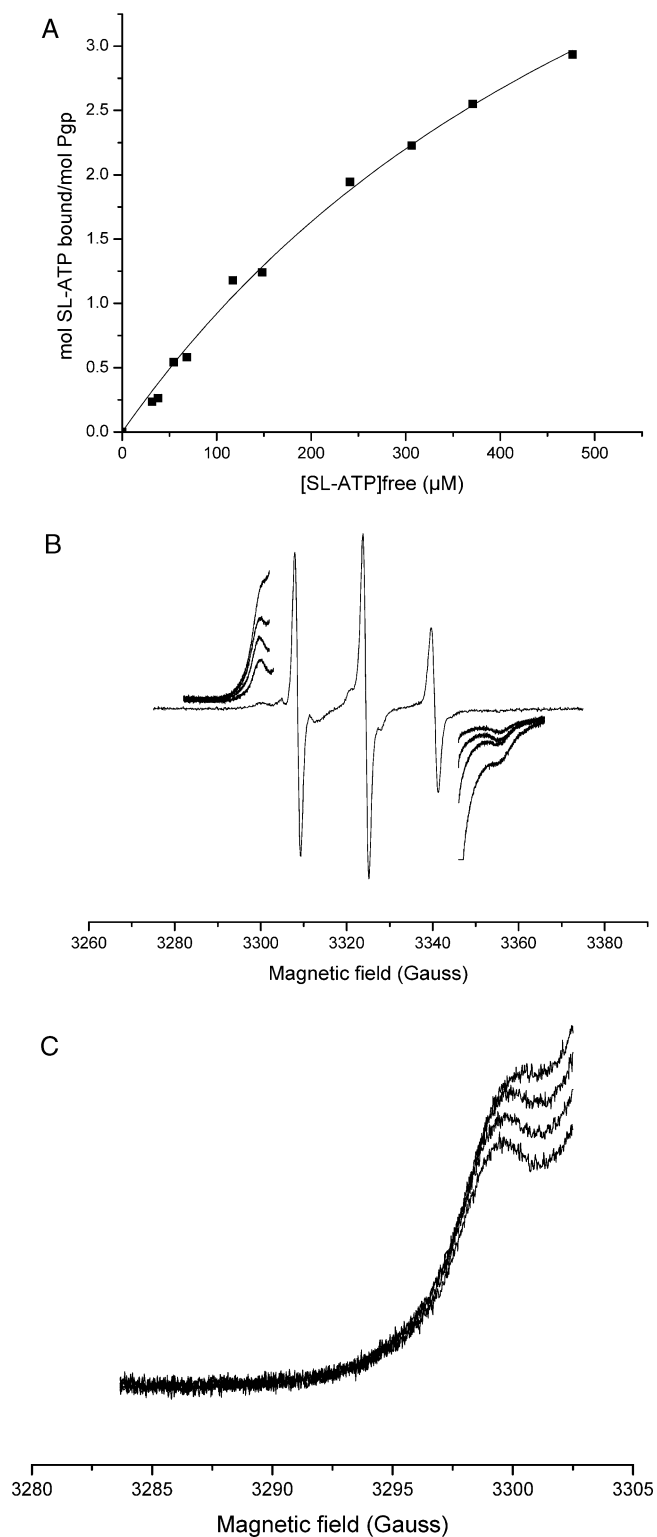 A
3.0
2.5
2.0
1.5
1.0
0.5
0.0
mol SL-ATP bound/mol Pgp
0 100 200 300 400 500
[SL-ATP]free (µM)
B
3260 3280 3300 3320 3340 3360 3380
Magnetic field (Gauss)
C
3280 3285 3290 3295 3300 3305
Magnetic field (Gauss)